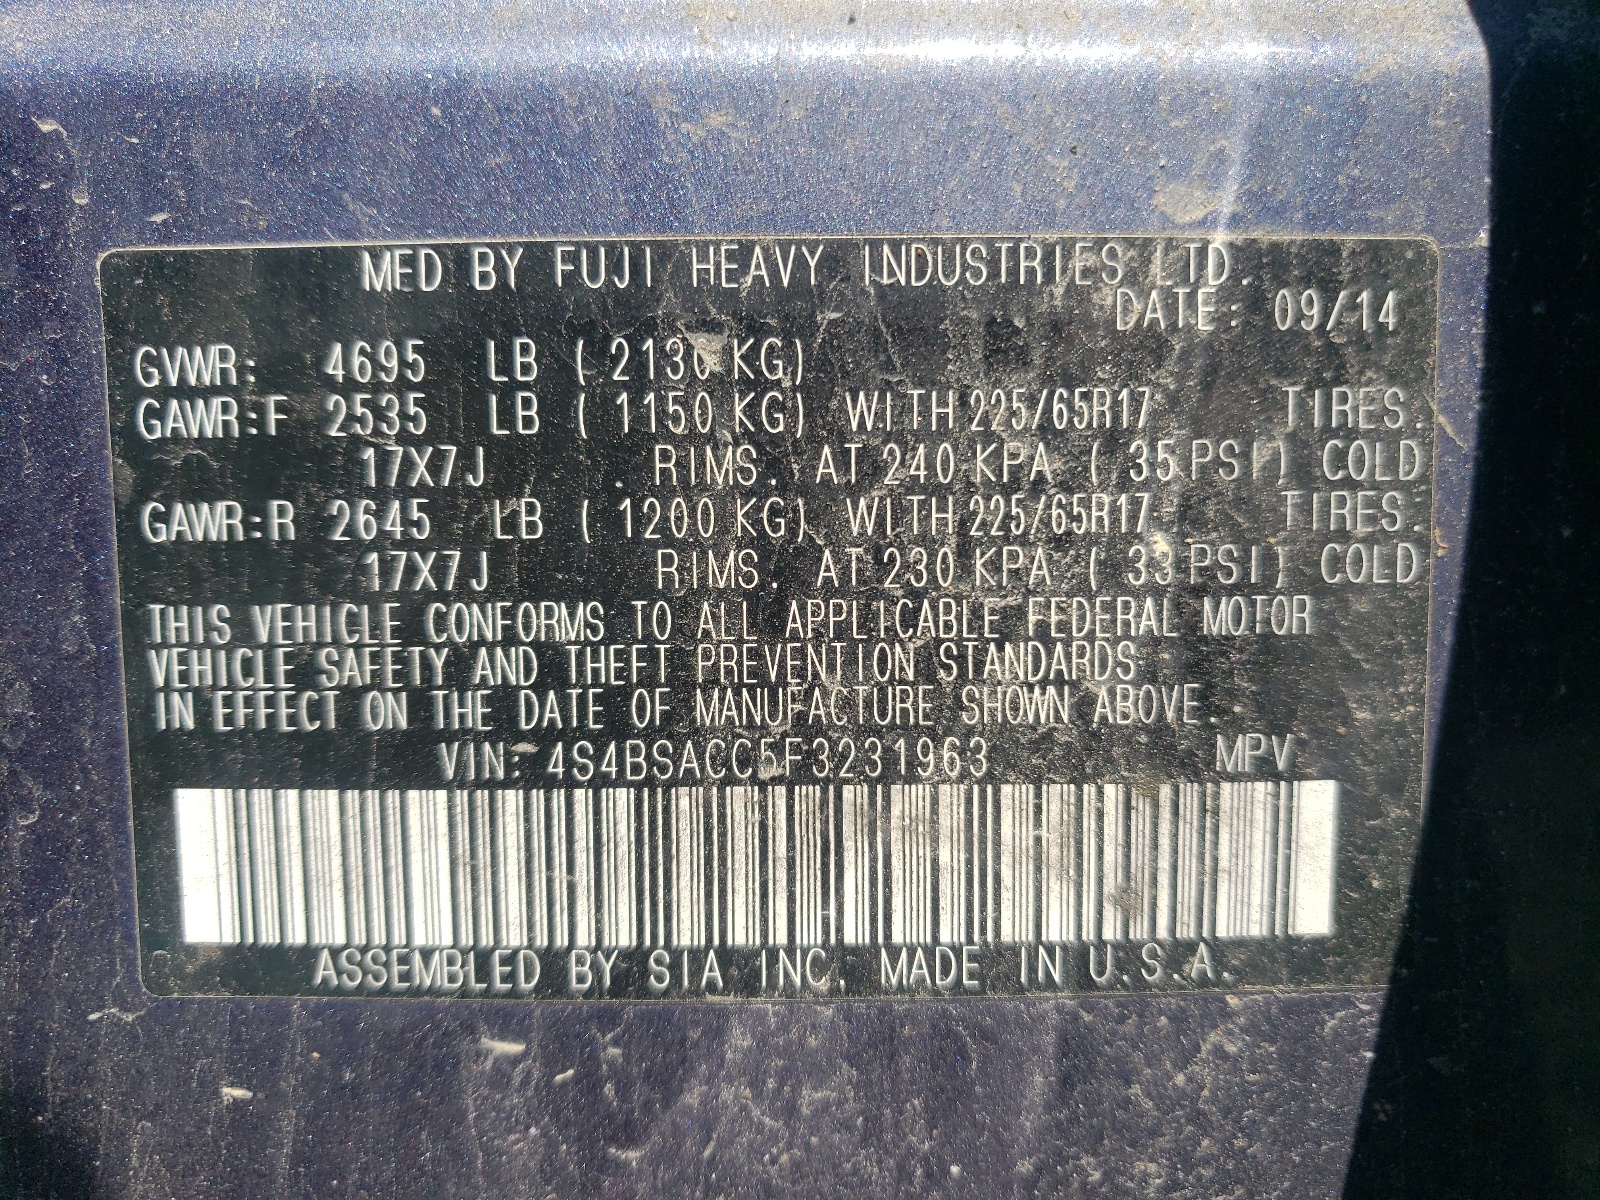 MFD BY FUJI HEAVY INDUSTRIES LTD.
DATE: 09/14
GVWR: 4695 LB ( 2130 KG)
GAWR:F 2535 LB ( 1150 KG) WITH 225/65R17 TIRES.
17X7J RIMS. AT 240 KPA ( 35 PSI) COLD
GAWR:R 2645 LB ( 1200 KG) WITH 225/65R17 TIRES.
17X7J RIMS. AT 230 KPA ( 33 PSI) COLD
THIS VEHICLE CONFORMS TO ALL APPLICABLE FEDERAL MOTOR
VEHICLE SAFETY AND THEFT PREVENTION STANDARDS
IN EFFECT ON THE DATE OF MANUFACTURE SHOWN ABOVE.
VIN: 4S4BSACC5F3231963 MPV
ASSEMBLED BY SIA INC. MADE IN U.S.A.